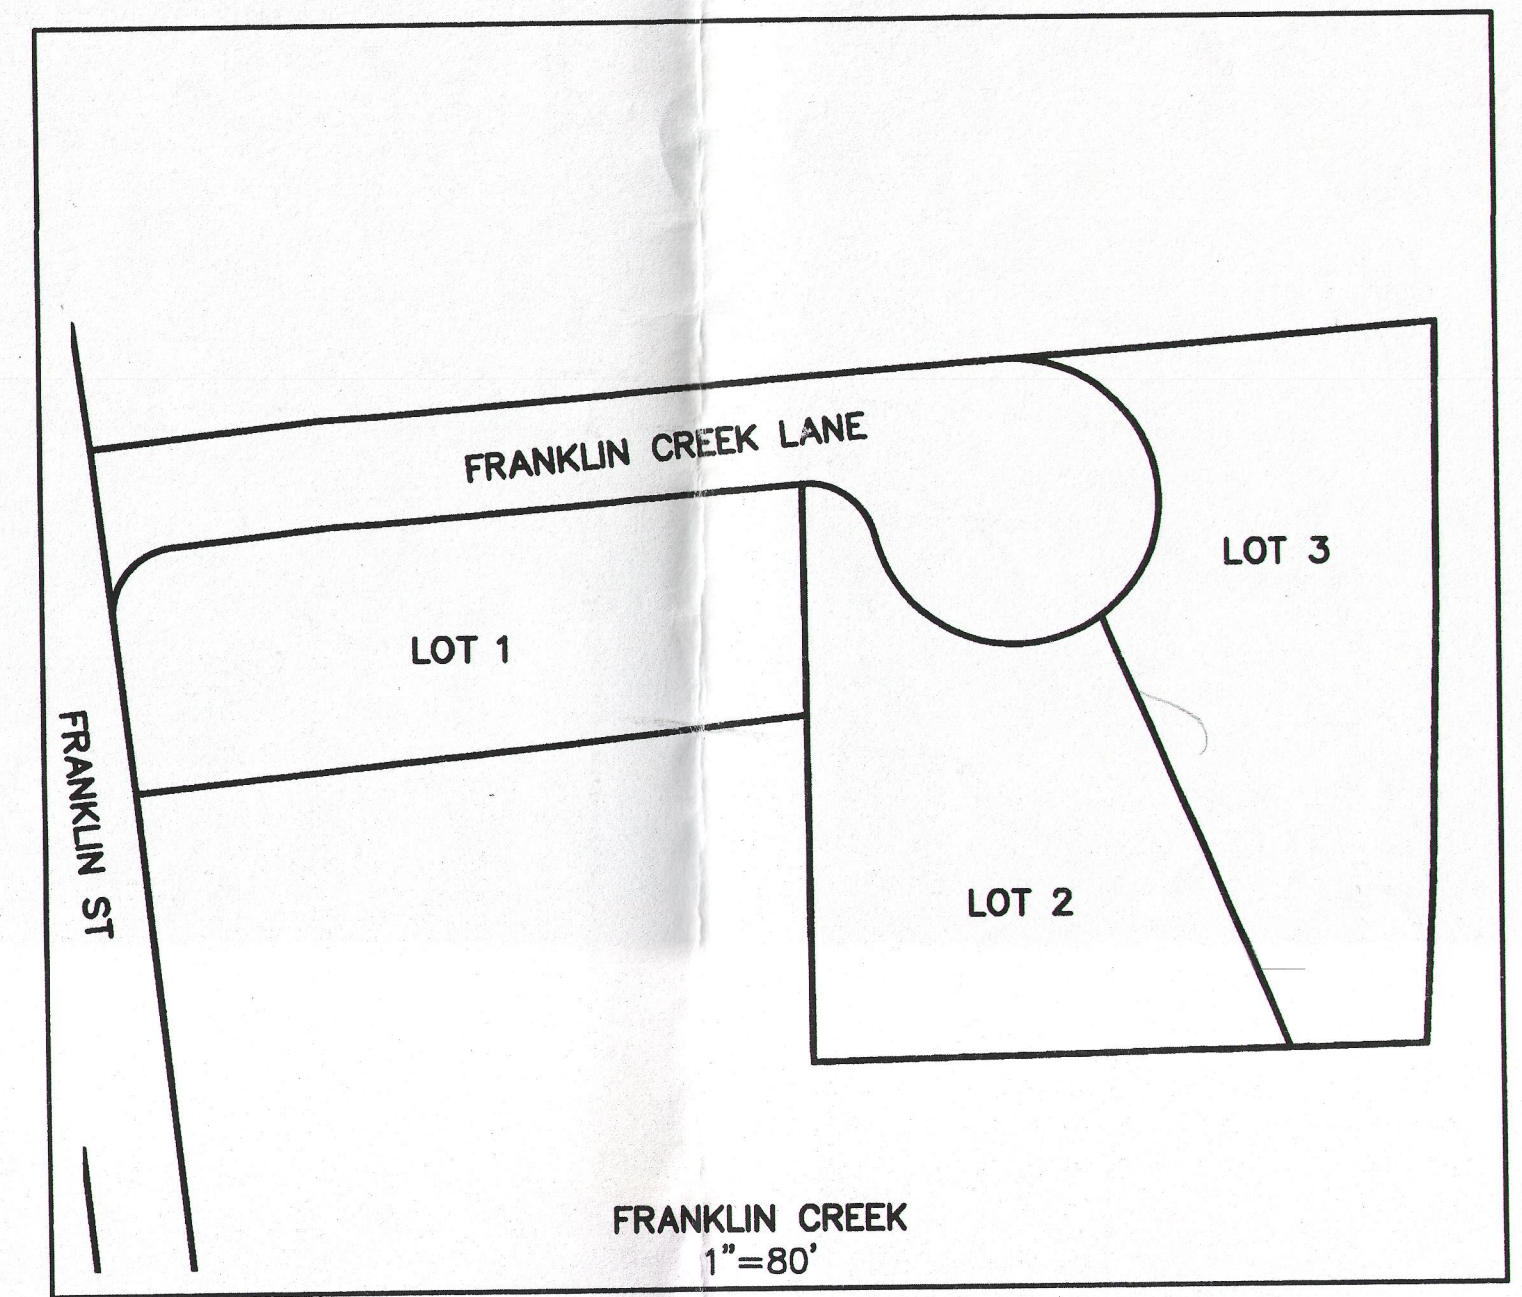 FRANKLIN CREEK LANE
LOT 3
LOT 1
FRANKLIN ST
LOT 2
FRANKLIN CREEK
1"=80'